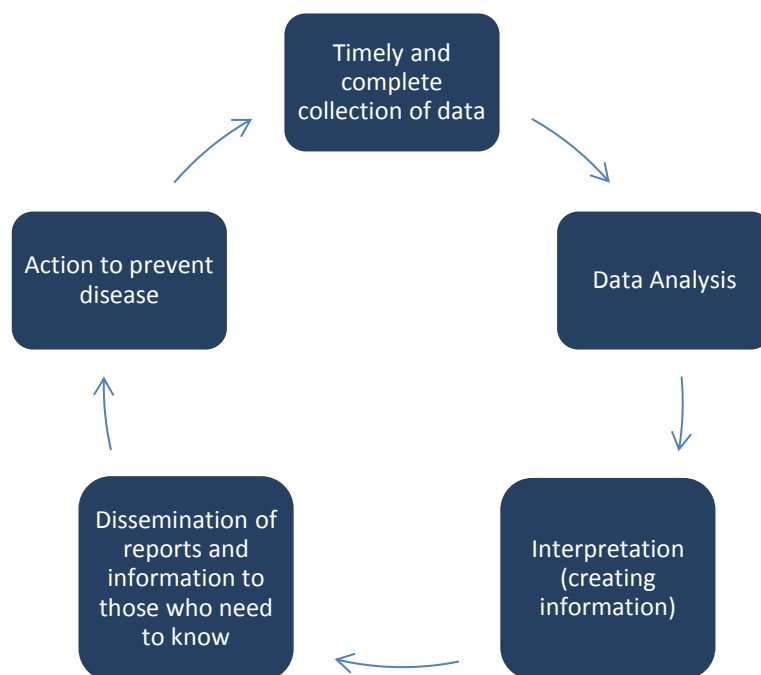 Timely and
complete
collection of data
Data Analysis
Interpretation
(creating
information)
Dissemination of
reports and
information to
those who need
to know
Action to prevent
disease